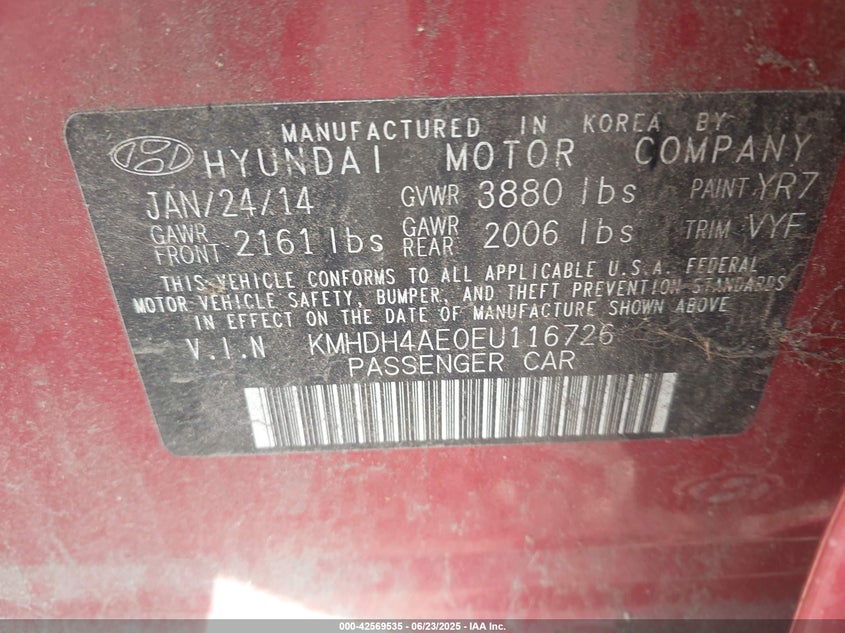 MANUFACTURED IN KOREA BY
HYUNDAI MOTOR COMPANY
JAN/24/14 GVWR 3880 lbs PAINT YR7
GAWR FRONT 2161 lbs GAWR REAR 2006 lbs TRIM VYF
THIS VEHICLE CONFORMS TO ALL APPLICABLE U.S.A. FEDERAL
MOTOR VEHICLE SAFETY, BUMPER, AND THEFT PREVENTION STANDARDS
IN EFFECT ON THE DATE OF MANUFACTURE SHOWN ABOVE
V.I.N KMHDH4AE0EU116726
PASSENGER CAR
000-42569535 - 06/23/2025 - IAA Inc.